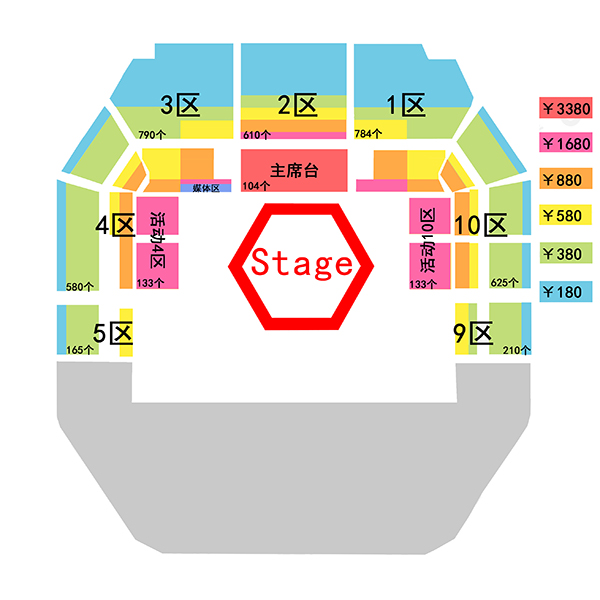 3区
2区
1区
790个
610个
784个
￥3380
￥1680
￥880
￥580
￥380
￥180
主席台
104个
媒体区
4区
活动4区
580个
133个
Stage
活动10区
10区
133个
625个
5区
165个
9区
210个